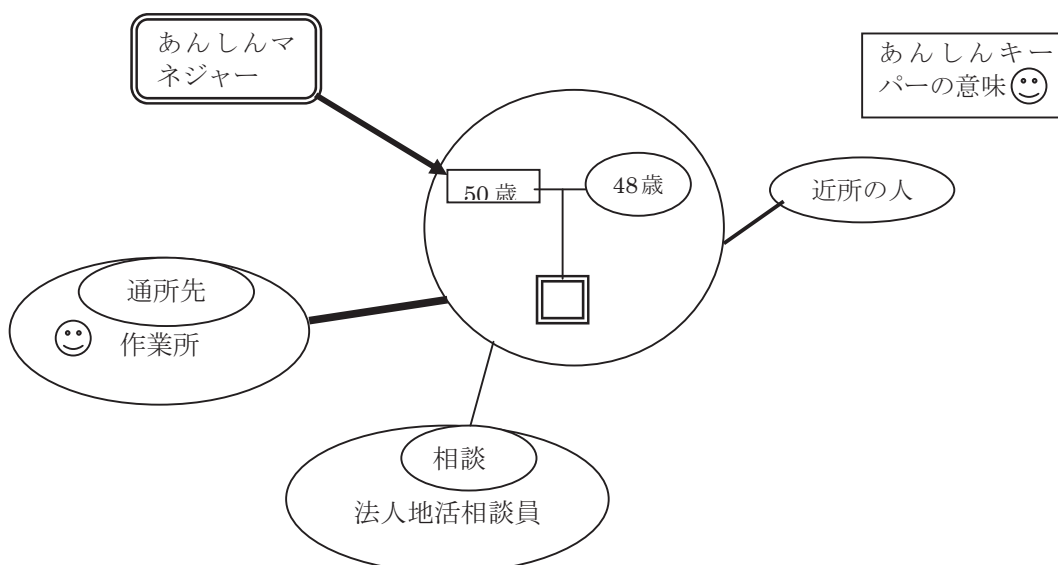 あんしんマ
ネジャー
あんしんキー
パーの意味
50 歳
48歳
近所の人
通所先
作業所
相談
法人地活相談員